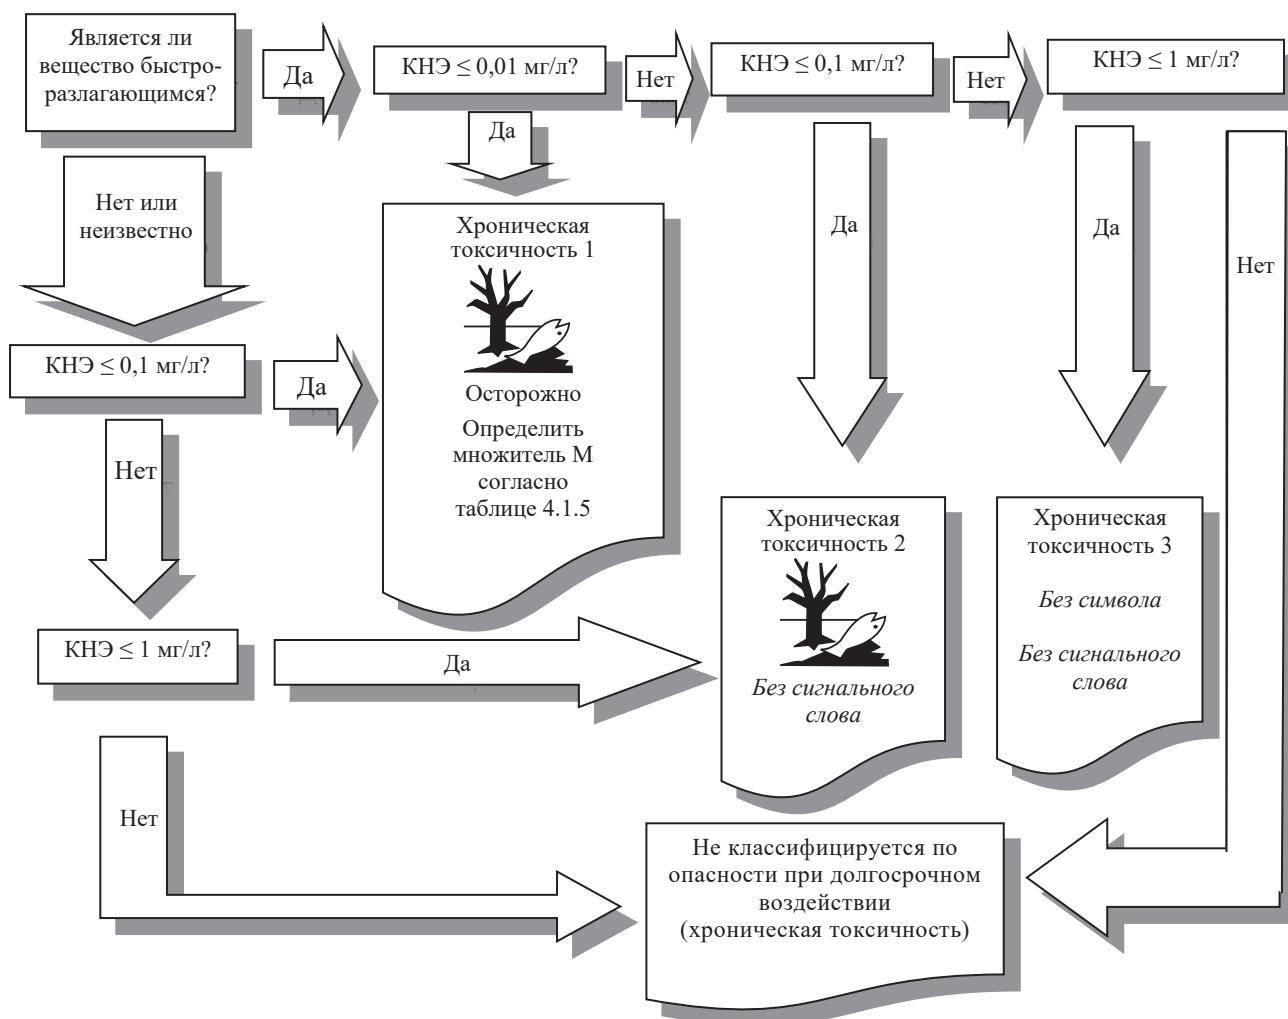 Является ли
вещество быстро-
разлагающимся?
Да
КНЭ ≤ 0,01 мг/л?
Нет
КНЭ ≤ 0,1 мг/л?
Нет
КНЭ ≤ 1 мг/л?
Да
Нет или
неизвестно
Хроническая
токсичность 1
Да
Да
Нет
КНЭ ≤ 0,1 мг/л?
Да
Осторожно
Определить
множитель М
согласно
таблице 4.1.5
Нет
Хроническая
токсичность 2
Хроническая
токсичность 3
Без символа
КНЭ ≤ 1 мг/л?
Да
Без сигнального
слова
Без сигнального
слова
Нет
Не классифицируется по
опасности при долгосрочном
воздействии
(хроническая токсичность)